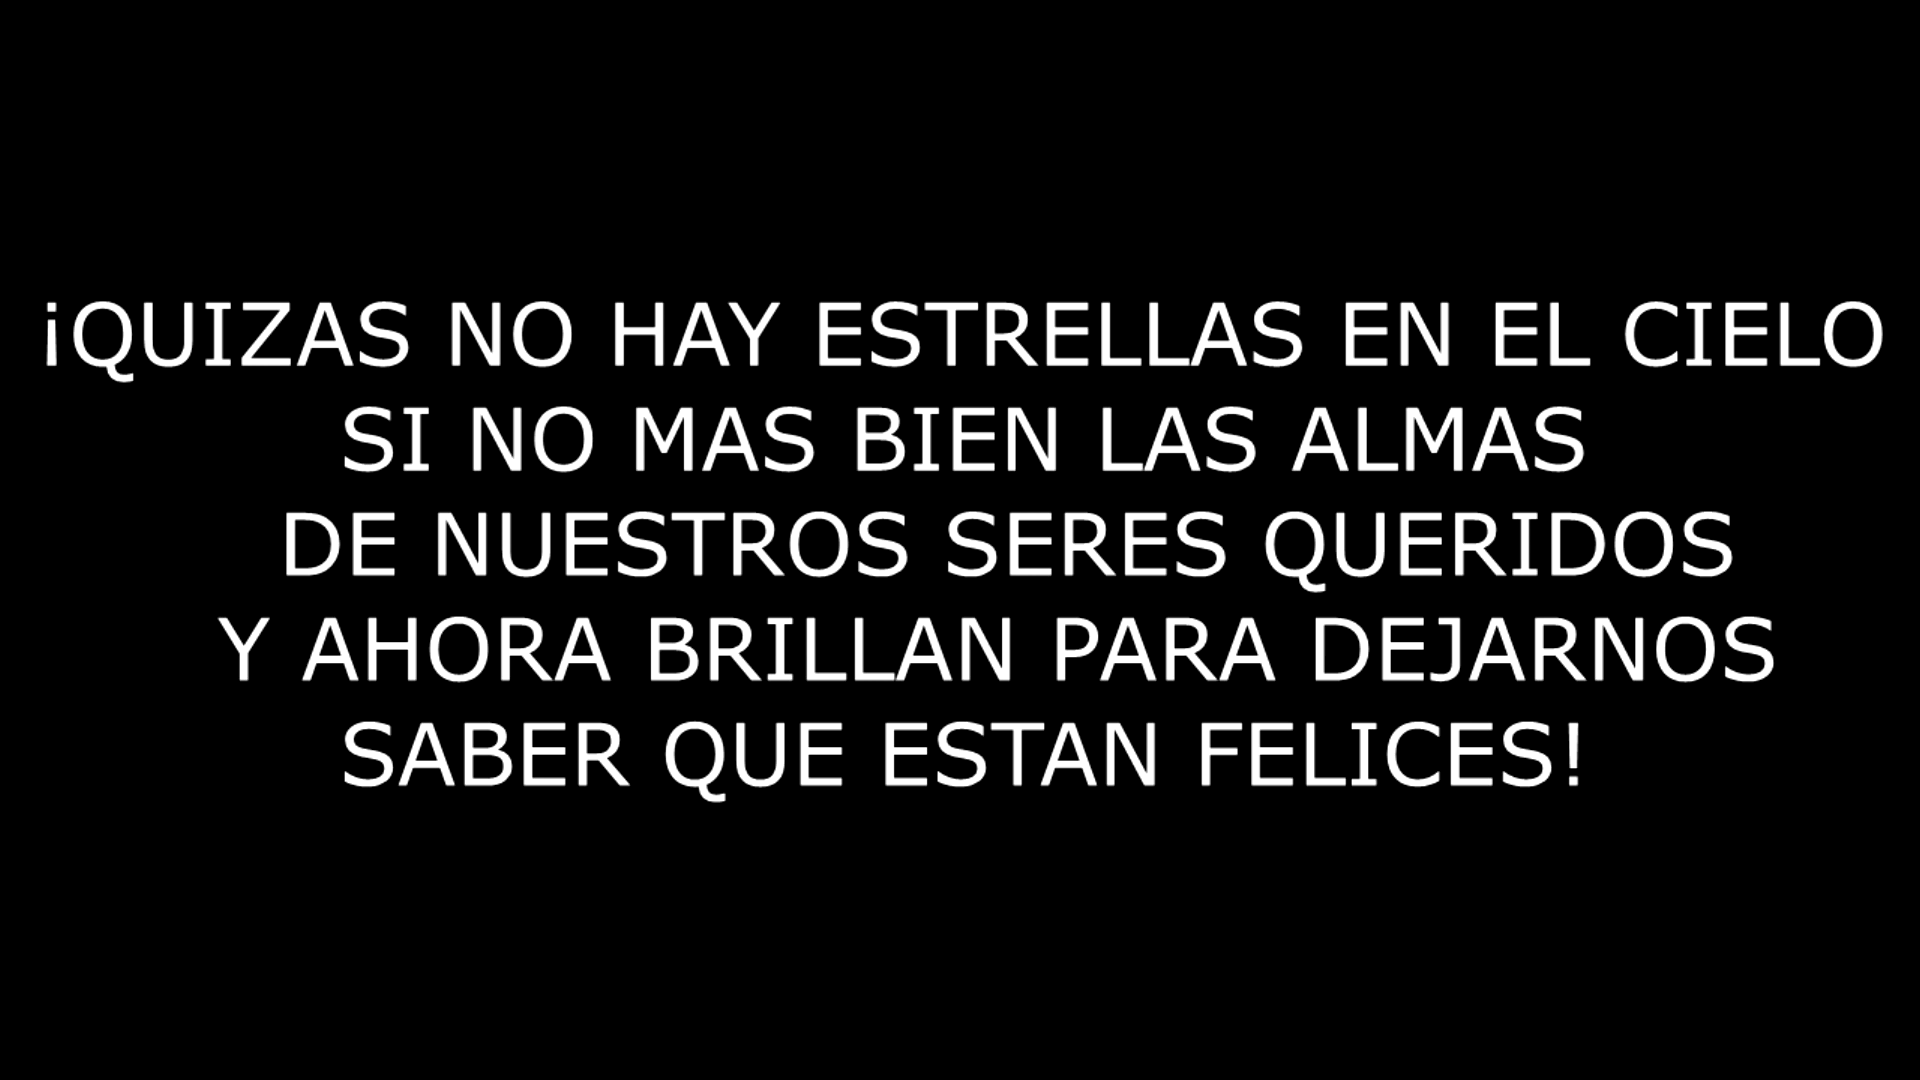 ¡QUIZAS NO HAY ESTRELLAS EN EL CIELO
SI NO MAS BIEN LAS ALMAS
DE NUESTROS SERES QUERIDOS
Y AHORA BRILLAN PARA DEJARNOS
SABER QUE ESTAN FELICES!